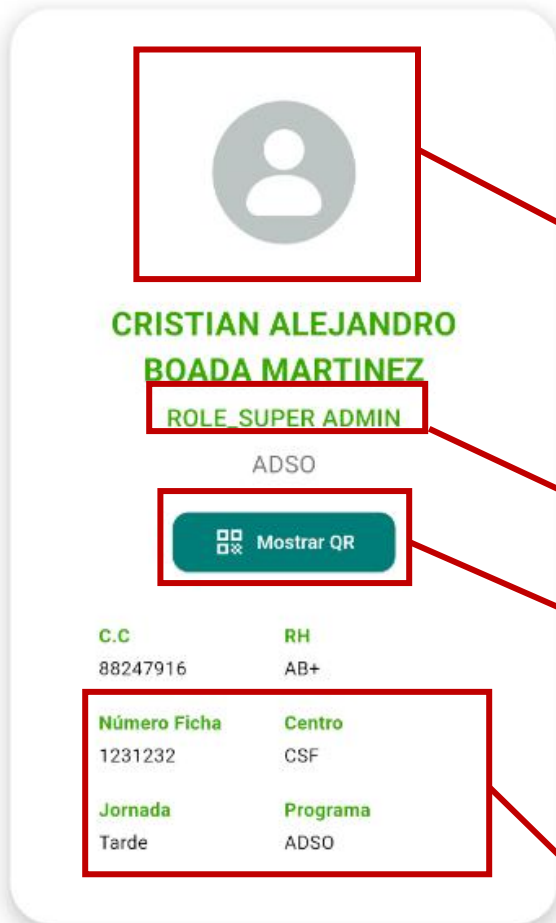 CRISTIAN ALEJANDRO
BOADA MARTINEZ
ROLE_SUPER ADMIN
ADSO
Mostrar QR
C.C RH
88247916 AB+
Número Ficha Centro
1231232 CSF
Jornada Programa
Tarde ADSO